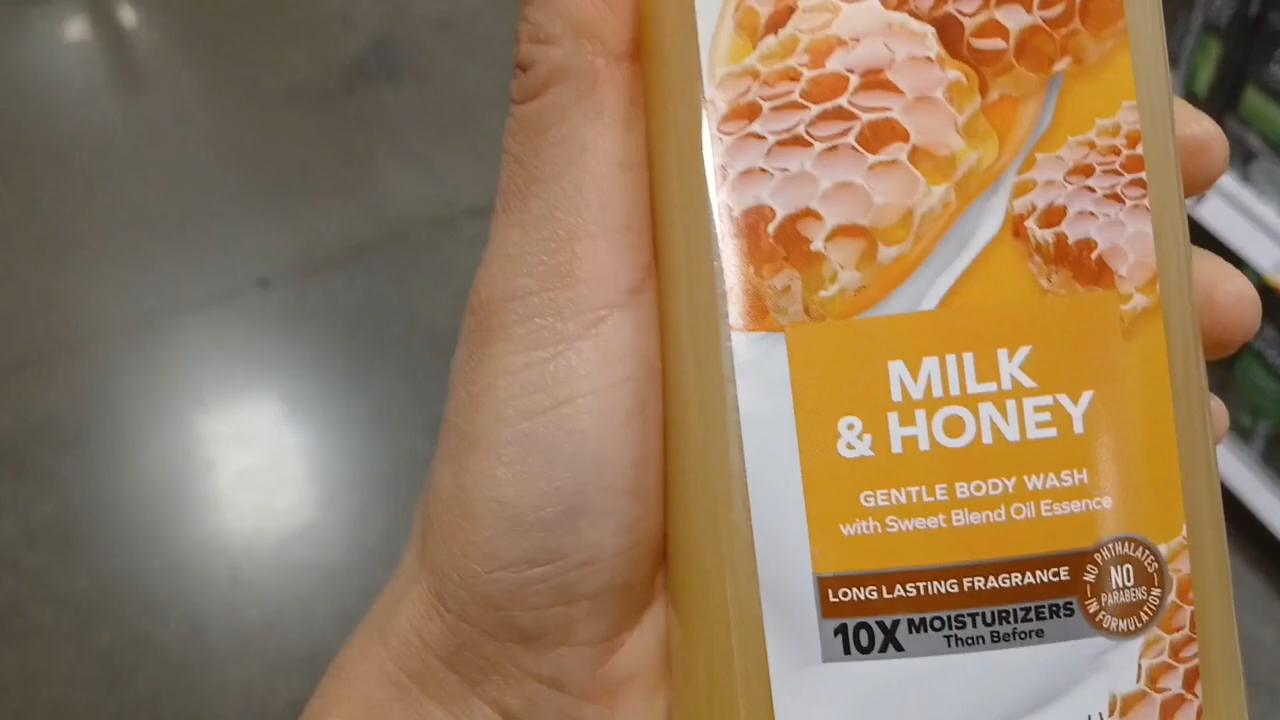 MILK
& HONEY
GENTLE BODY WASH
with Sweet Blend Oil Essence
LONG LASTING FRAGRANCE
10X MOISTURIZERS
Than Before
NO PHTHALATES
NO
PARABENS
IN FORMULATION